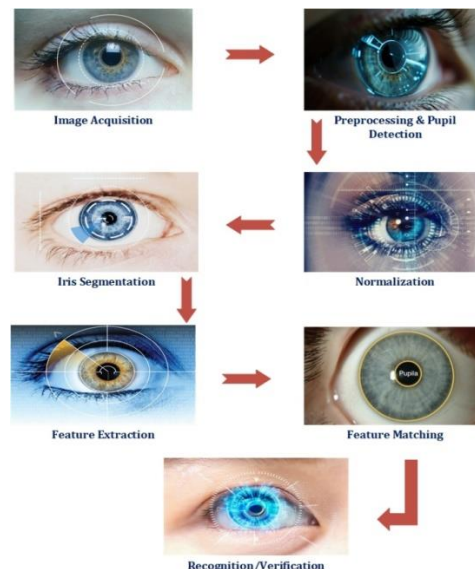 Image Acquisition
Preprocessing & Pupil
Detection
Normalization
Iris Segmentation
Feature Extraction
Pupila
Feature Matching
Recognition/Verification